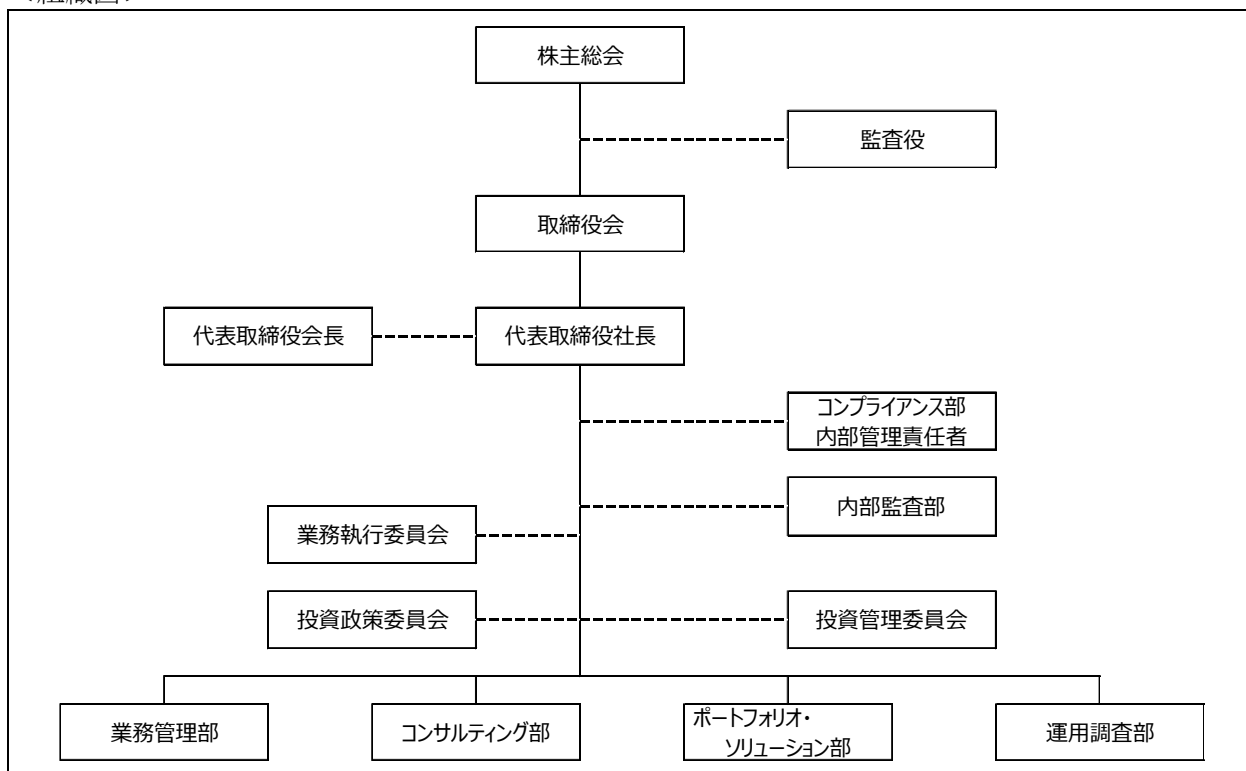 <組織図>
株主総会
監査役
取締役会
代表取締役会長
代表取締役社長
コンプライアンス部
内部管理責任者
内部監査部
業務執行委員会
投資政策委員会
投資管理委員会
業務管理部
コンサルティング部
ポートフォリオ・
ソリューション部
運用調査部